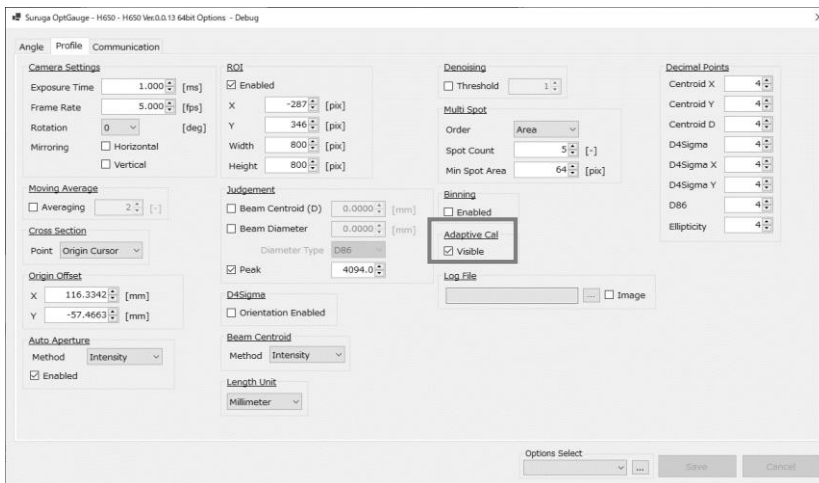 Suruga OptGauge - H650 - H650 Ver.0.0.13 64bit Options - Debug
Angle Profile Communication
Camera Settings
Exposure Time 1.000 [ms]
Frame Rate 5.000 [fps]
Rotation 0 [deg]
Mirroring Horizontal
Vertical
Moving Average
Averaging 2 [-]
Cross Section
Point Origin Cursor
Origin Offset
X 116.3342 [mm]
Y -57.4663 [mm]
Auto Aperture
Method Intensity
Enabled
ROI
Enabled
X -287 [pix]
Y 346 [pix]
Width 800 [pix]
Height 800 [pix]
Judgement
Beam Centroid (D) 0.0000 [mm]
Beam Diameter 0.0000 [mm]
Diameter Type D86
Peak 4094.0
D4Sigma
Orientation Enabled
Beam Centroid
Method Intensity
Length Unit
Millimeter
Denoising
Threshold 1
Multi Spot
Order Area
Spot Count 5 [-]
Min Spot Area 64 [pix]
Binning
Enabled
Adaptive Cal
Visible
Log File
... Image
Decimal Points
Centroid X 4
Centroid Y 4
Centroid D 4
D4Sigma 4
D4Sigma X 4
D4Sigma Y 4
D86 4
Ellipticity 4
Options Select
... Save Cancel